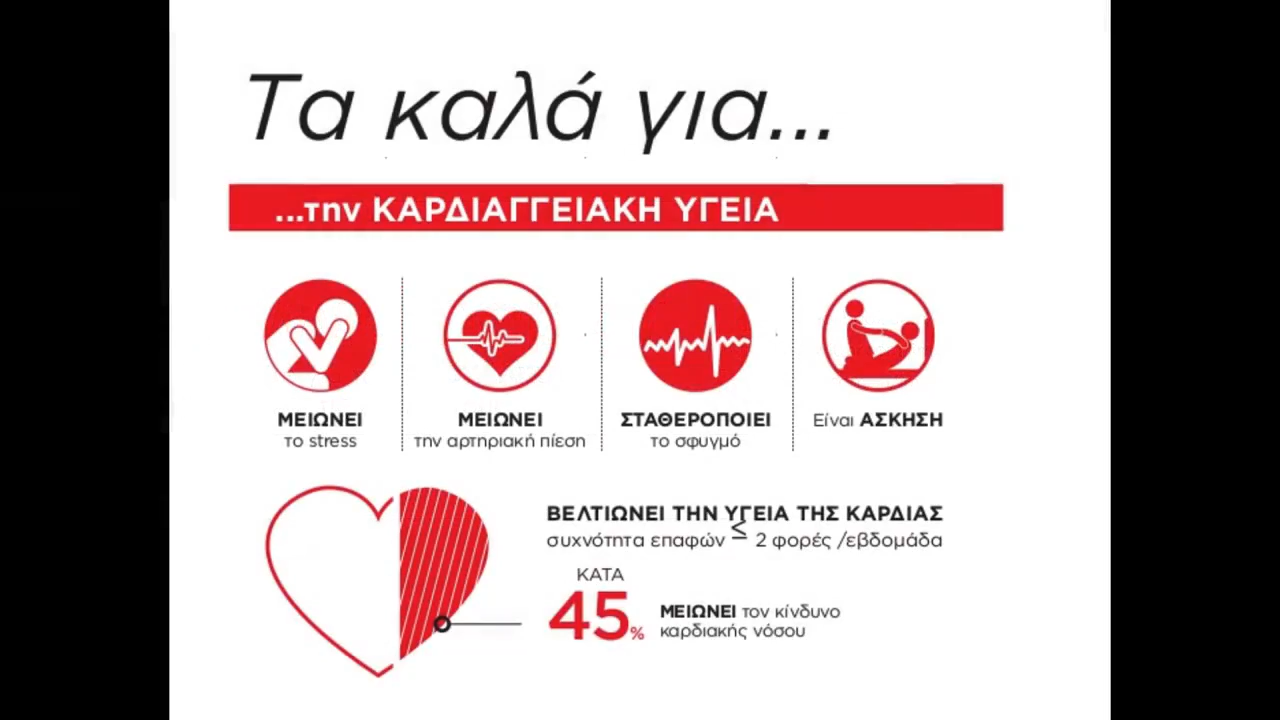 Τα καλά για...
...την ΚΑΡΔΙΑΓΓΕΙΑΚΗ ΥΓΕΙΑ
ΜΕΙΩΝΕΙ
το stress
ΜΕΙΩΝΕΙ
την αρτηριακή πίεση
ΣΤΑΘΕΡΟΠΟΙΕΙ
το σφυγμό
Είναι ΑΣΚΗΣΗ
ΒΕΛΤΙΩΝΕΙ ΤΗΝ ΥΓΕΙΑ ΤΗΣ ΚΑΡΔΙΑΣ
συχνότητα επαφών ≤ 2 φορές /εβδομάδα
ΚΑΤΑ
45%
ΜΕΙΩΝΕΙ τον κίνδυνο
καρδιακής νόσου